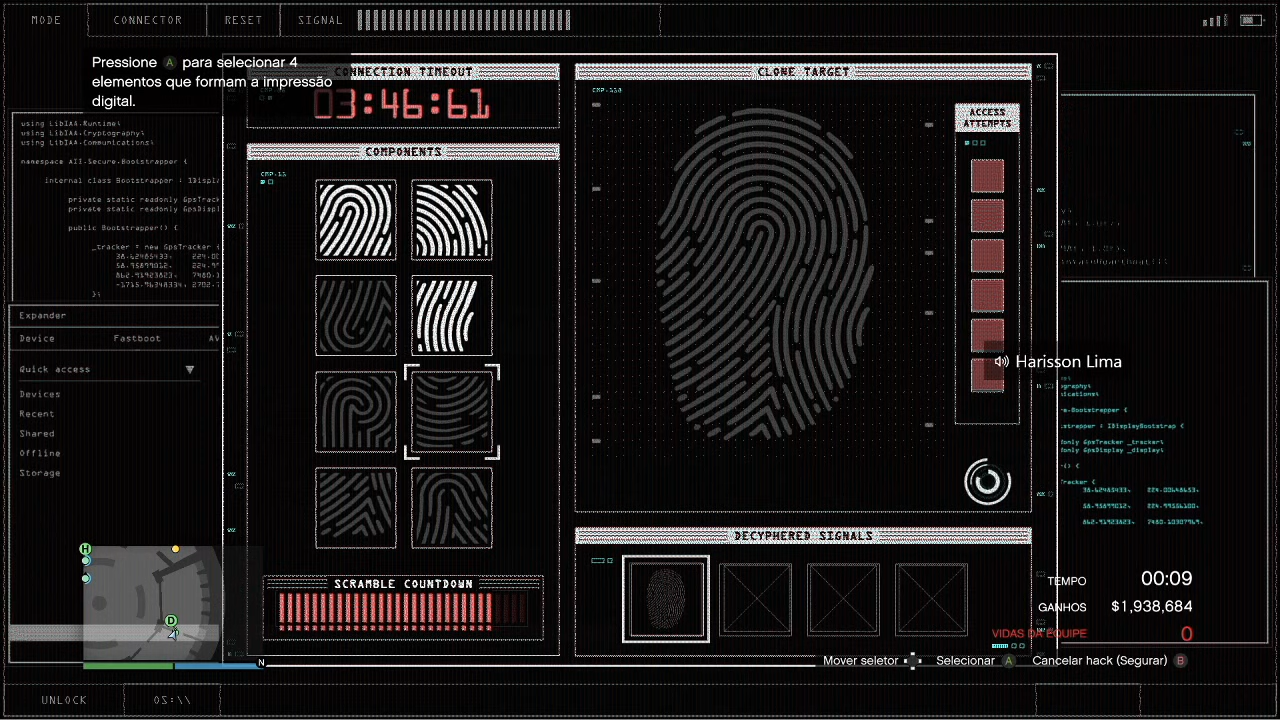 MODE
CONNECTOR
RESET
SIGNAL
Pressione A para selecionar 4
elementos que formam a impressão
digital.
CONNECTION TIMEOUT
03:46:61
COMPONENTS
CLONE TARGET
ACCESS
ATTEMPTS
using LibIAA.Runtime\
using LibIAA.Cryptography\
using LibIAA.Communications\
namespace AII-Secure-Bootstrapper {
internal class Bootstrapper : IDispl
private static readonly GpsTrack
private static readonly GpsDispl
public Bootstrapper() {
_tracker = new GpsTracker
Expander
Device
Fastboot
Quick access
Devices
Recent
Shared
Offline
Storage
Harisson Lima
SCRAMBLE COUNTDOWN
DECYPHERED SIGNALS
H
D
N
TEMPO 00:09
GANHOS $1,938,684
VIDAS DA EQUIPE 0
Mover seletor Selecionar A Cancelar hack (Segurar) B
UNLOCK
OS:\\